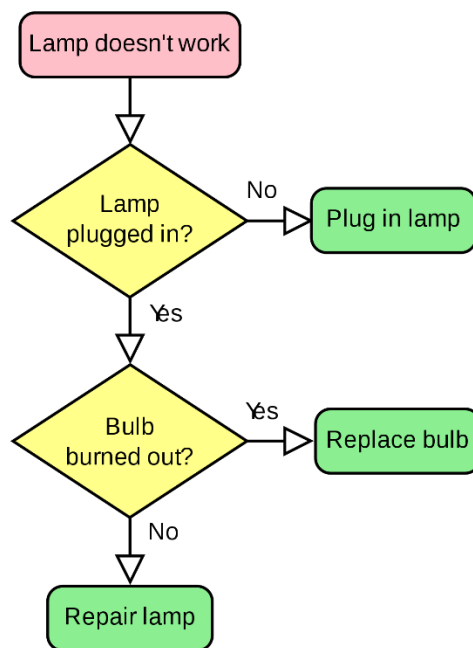 Lamp doesn't work
Lamp
plugged in?
No
Plug in lamp
Yes
Bulb
burned out?
Yes
Replace bulb
No
Repair lamp